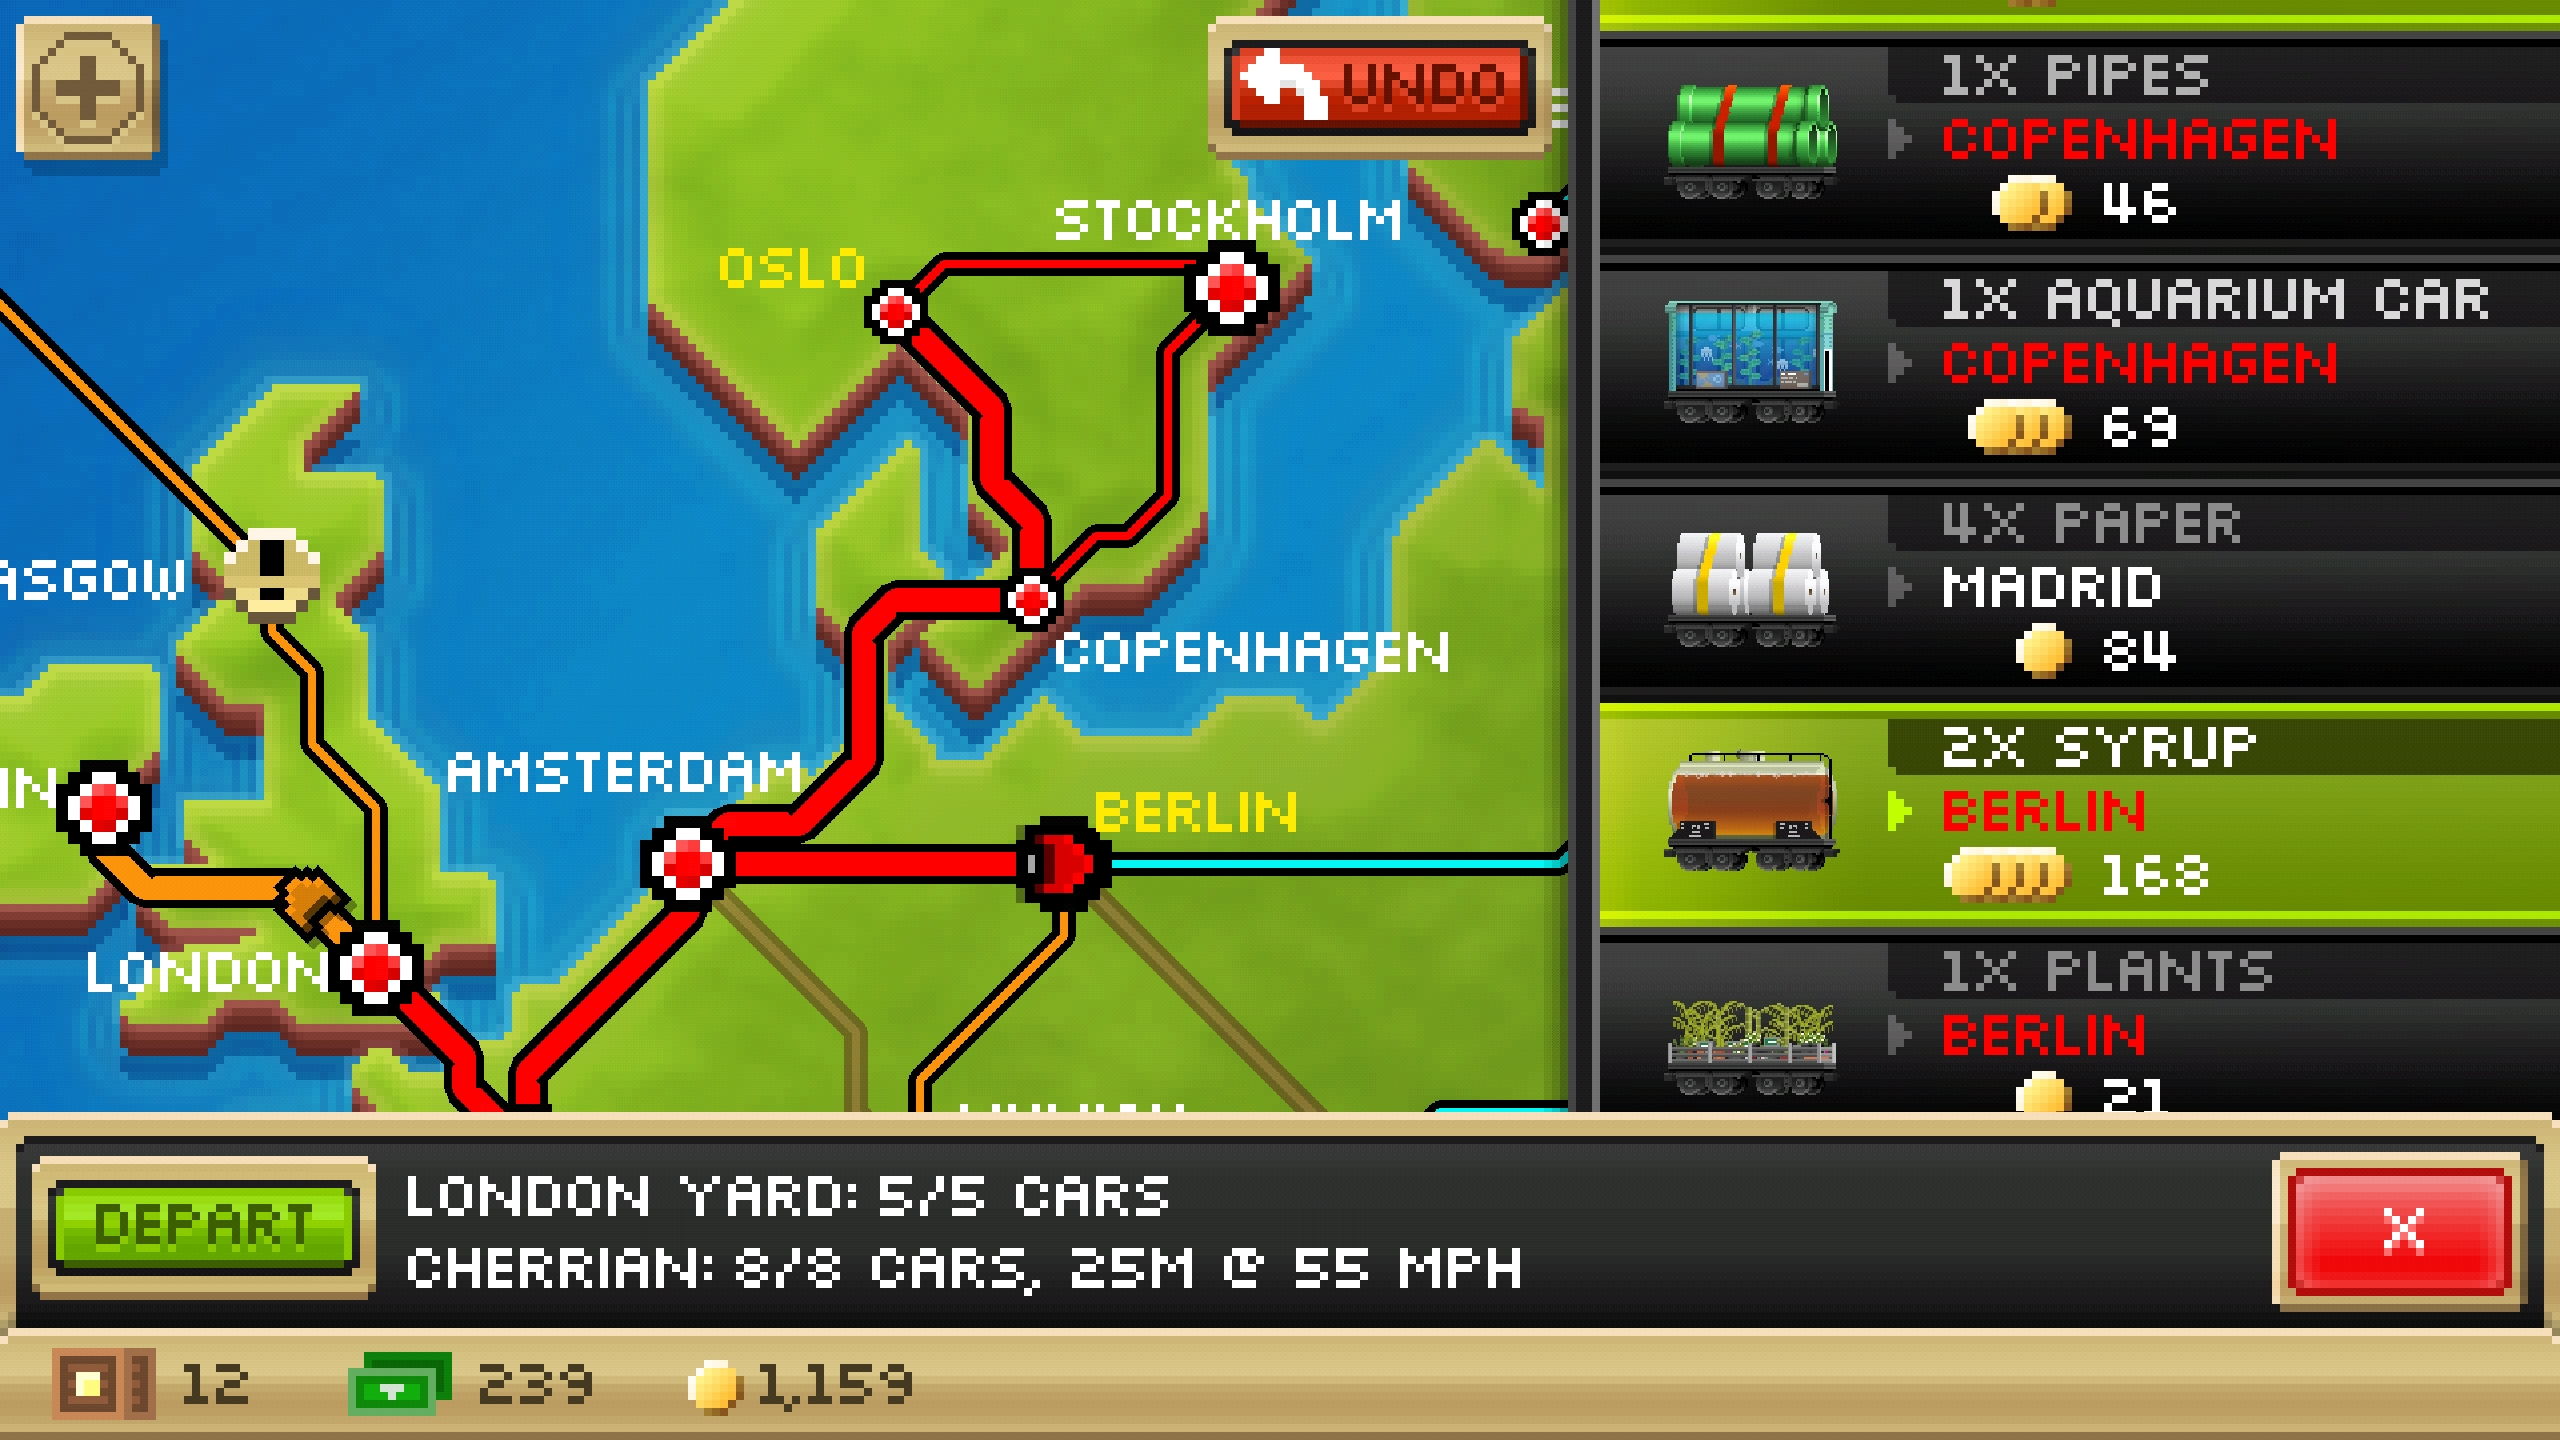 UNDO
STOCKHOLM
OSLO
ASGOW
COPENHAGEN
AMSTERDAM
IN
BERLIN
LONDON
1X PIPES
COPENHAGEN
46
1X AQUARIUM CAR
COPENHAGEN
69
4X PAPER
MADRID
84
2X SYRUP
BERLIN
168
1X PLANTS
BERLIN
21
DEPART
LONDON YARD: 5/5 CARS
CHERRIAN: 8/8 CARS, 25M @ 55 MPH
X
12
239
1,159